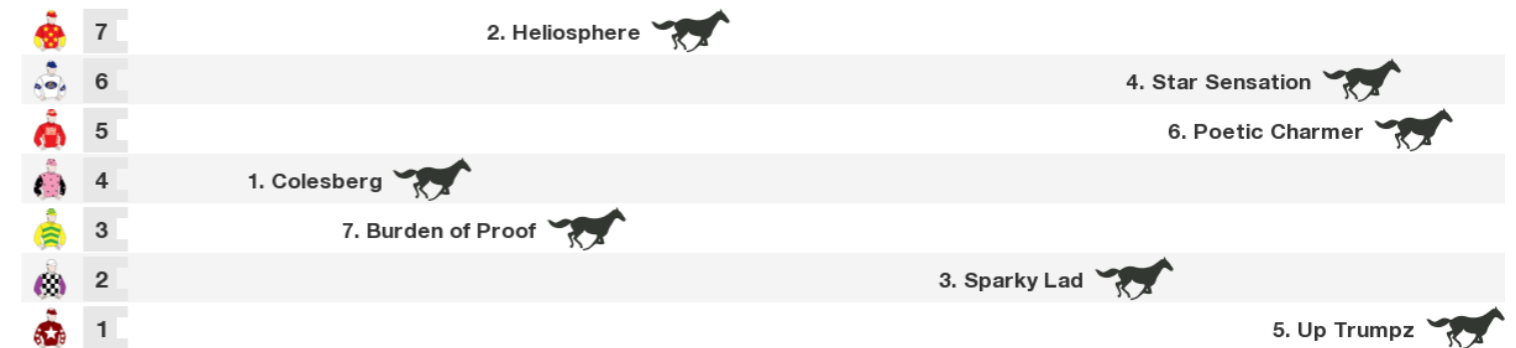 7 2. Heliosphere
6 4. Star Sensation
5 6. Poetic Charmer
4 1. Colesberg
3 7. Burden of Proof
2 3. Sparky Lad
1 5. Up Trumpz